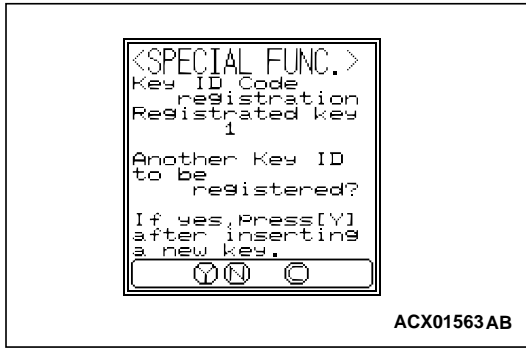 <SPECIAL FUNC.>
Key ID Code
registration
Registrated key
1
Another Key ID
to be
registered?
If yes,Press[Y]
after inserting
a new key.
Y N C
ACX01563AB